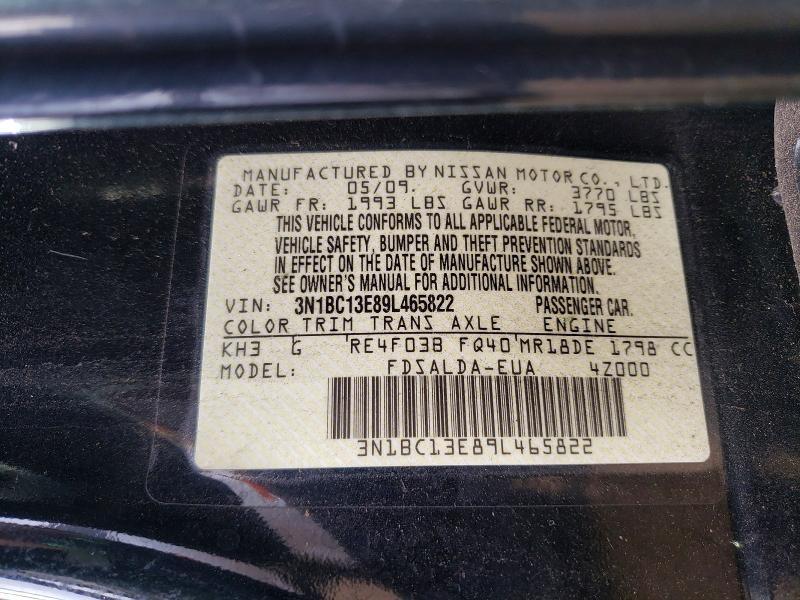 MANUFACTURED BY NISSAN MOTOR CO., LTD.
DATE: 05/09. GVWR: 3770 LBS
GAWR FR: 1993 LBS GAWR RR: 1795 LBS
THIS VEHICLE CONFORMS TO ALL APPLICABLE FEDERAL MOTOR,
VEHICLE SAFETY, BUMPER AND THEFT PREVENTION STANDARDS
IN EFFECT ON THE DATE OF MANUFACTURE SHOWN ABOVE.
SEE OWNER'S MANUAL FOR ADDITIONAL INFORMATION.
VIN: 3N1BC13E89L465822 PASSENGER CAR.
COLOR TRIM TRANS AXLE ENGINE
KH3 G RE4F03B FQ40 MR18DE 1798 CC
MODEL: FDSALDA-EUA 4Z000
3N1BC13E89L465822